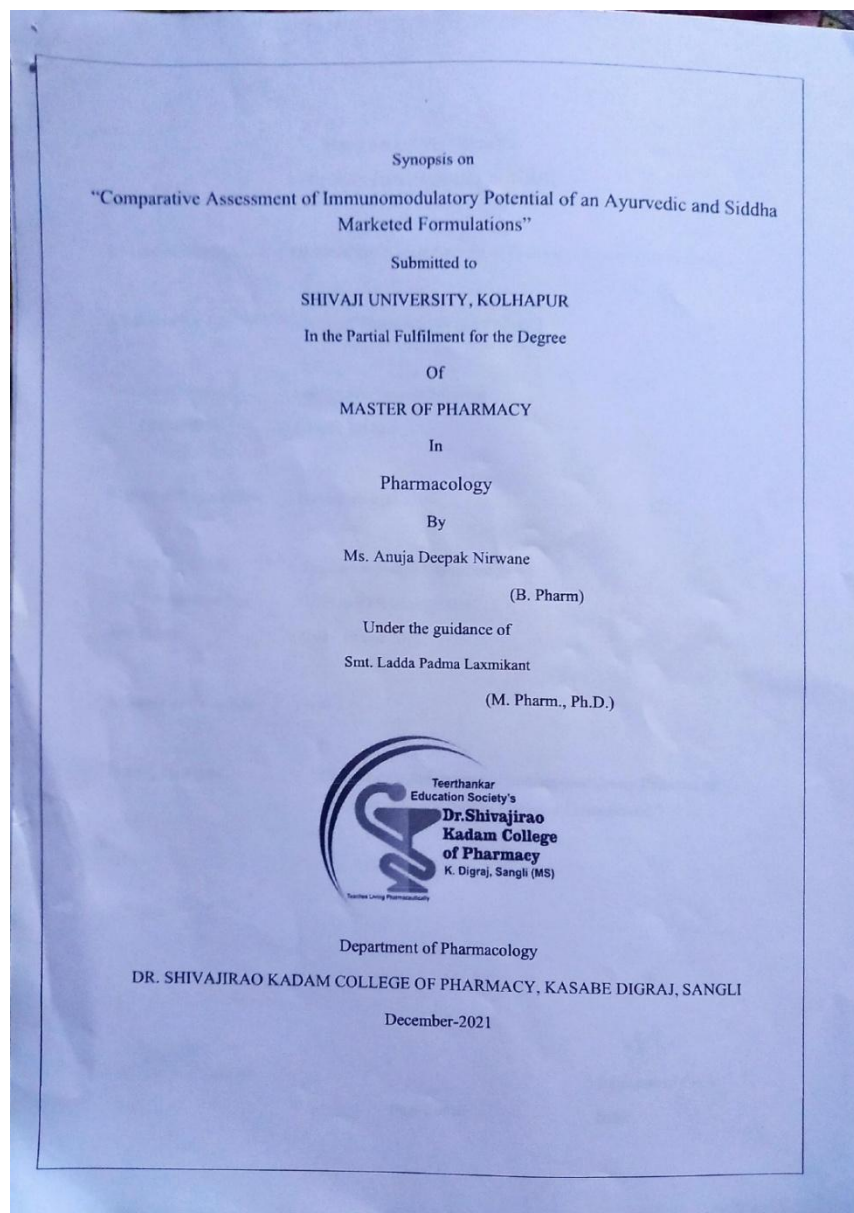 Synopsis on
“Comparative Assessment of Immunomodulatory Potential of an Ayurvedic and Siddha
Marketed Formulations”
Submitted to
SHIVAJI UNIVERSITY, KOLHAPUR
In the Partial Fulfilment for the Degree
Of
MASTER OF PHARMACY
In
Pharmacology
By
Ms. Anuja Deepak Nirwane
(B. Pharm)
Under the guidance of
Smt. Ladda Padma Laxmikant
(M. Pharm., Ph.D.)
Teerthankar
Education Society's
Dr.Shivajirao
Kadam College
of Pharmacy
K. Digraj, Sangli (MS)
Teaches Living Pharmaceutically
Department of Pharmacology
DR. SHIVAJIRAO KADAM COLLEGE OF PHARMACY, KASABE DIGRAJ, SANGLI
December-2021